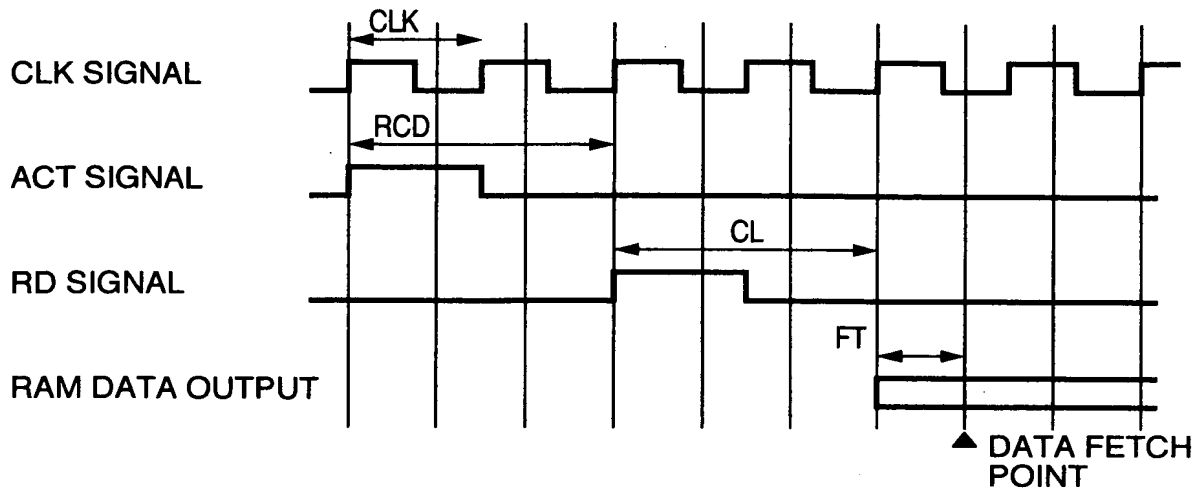 CLK
CLK SIGNAL
RCD
ACT SIGNAL
CL
RD SIGNAL
FT
RAM DATA OUTPUT
DATA FETCH
POINT